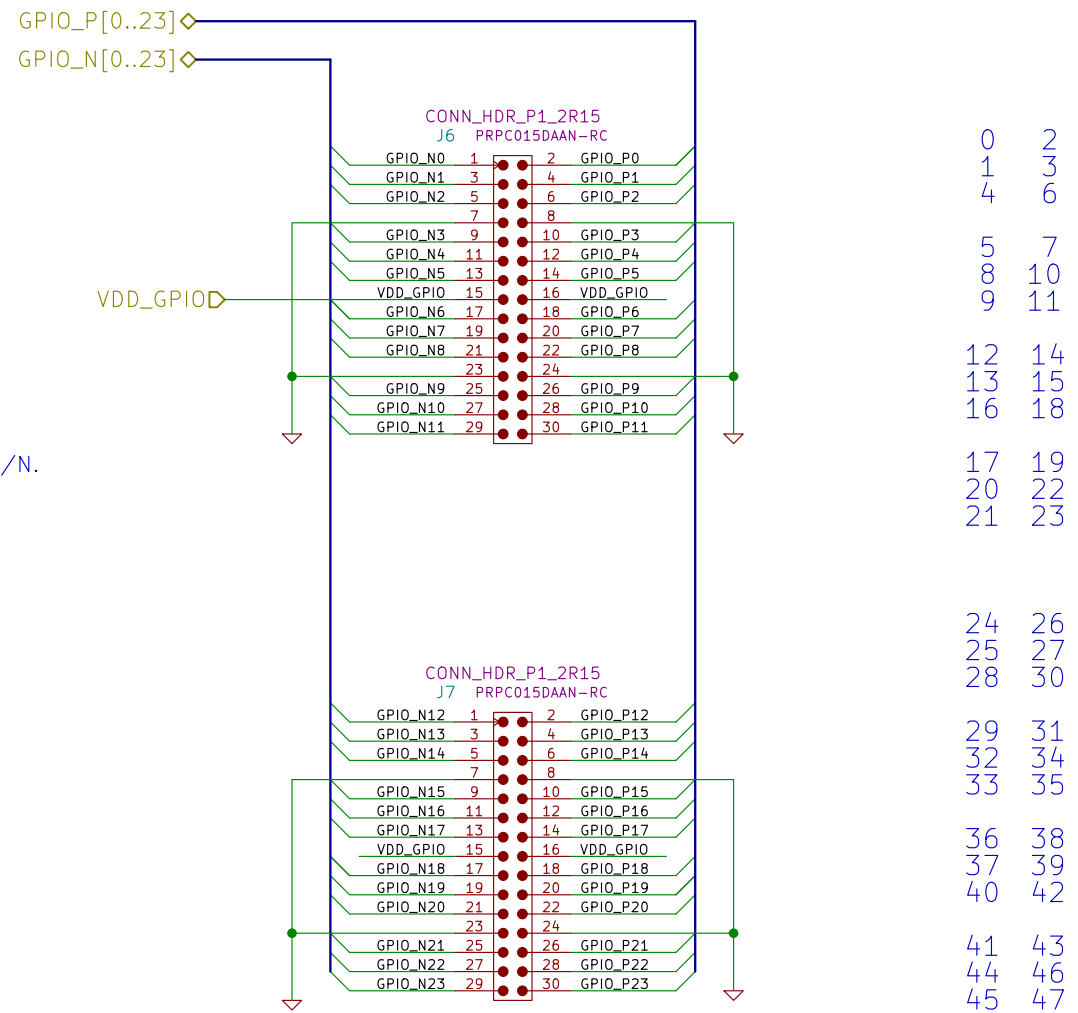 GPIO_P[0..23]
GPIO_N[0..23]
CONN_HDR_P1_2R15
J6 PRPC015DAAN-RC
GPIO_N0 1 2 GPIO_P0
GPIO_N1 3 4 GPIO_P1
GPIO_N2 5 6 GPIO_P2
7 8
GPIO_N3 9 10 GPIO_P3
GPIO_N4 11 12 GPIO_P4
GPIO_N5 13 14 GPIO_P5
VDD_GPIO VDD_GPIO 15 16 VDD_GPIO
GPIO_N6 17 18 GPIO_P6
GPIO_N7 19 20 GPIO_P7
GPIO_N8 21 22 GPIO_P8
23 24
GPIO_N9 25 26 GPIO_P9
GPIO_N10 27 28 GPIO_P10
GPIO_N11 29 30 GPIO_P11
/N.
CONN_HDR_P1_2R15
J7 PRPC015DAAN-RC
GPIO_N12 1 2 GPIO_P12
GPIO_N13 3 4 GPIO_P13
GPIO_N14 5 6 GPIO_P14
7 8
GPIO_N15 9 10 GPIO_P15
GPIO_N16 11 12 GPIO_P16
GPIO_N17 13 14 GPIO_P17
VDD_GPIO 15 16 VDD_GPIO
GPIO_N18 17 18 GPIO_P18
GPIO_N19 19 20 GPIO_P19
GPIO_N20 21 22 GPIO_P20
23 24
GPIO_N21 25 26 GPIO_P21
GPIO_N22 27 28 GPIO_P22
GPIO_N23 29 30 GPIO_P23
0 2
1 3
4 6
5 7
8 10
9 11
12 14
13 15
16 18
17 19
20 22
21 23
24 26
25 27
28 30
29 31
32 34
33 35
36 38
37 39
40 42
41 43
44 46
45 47